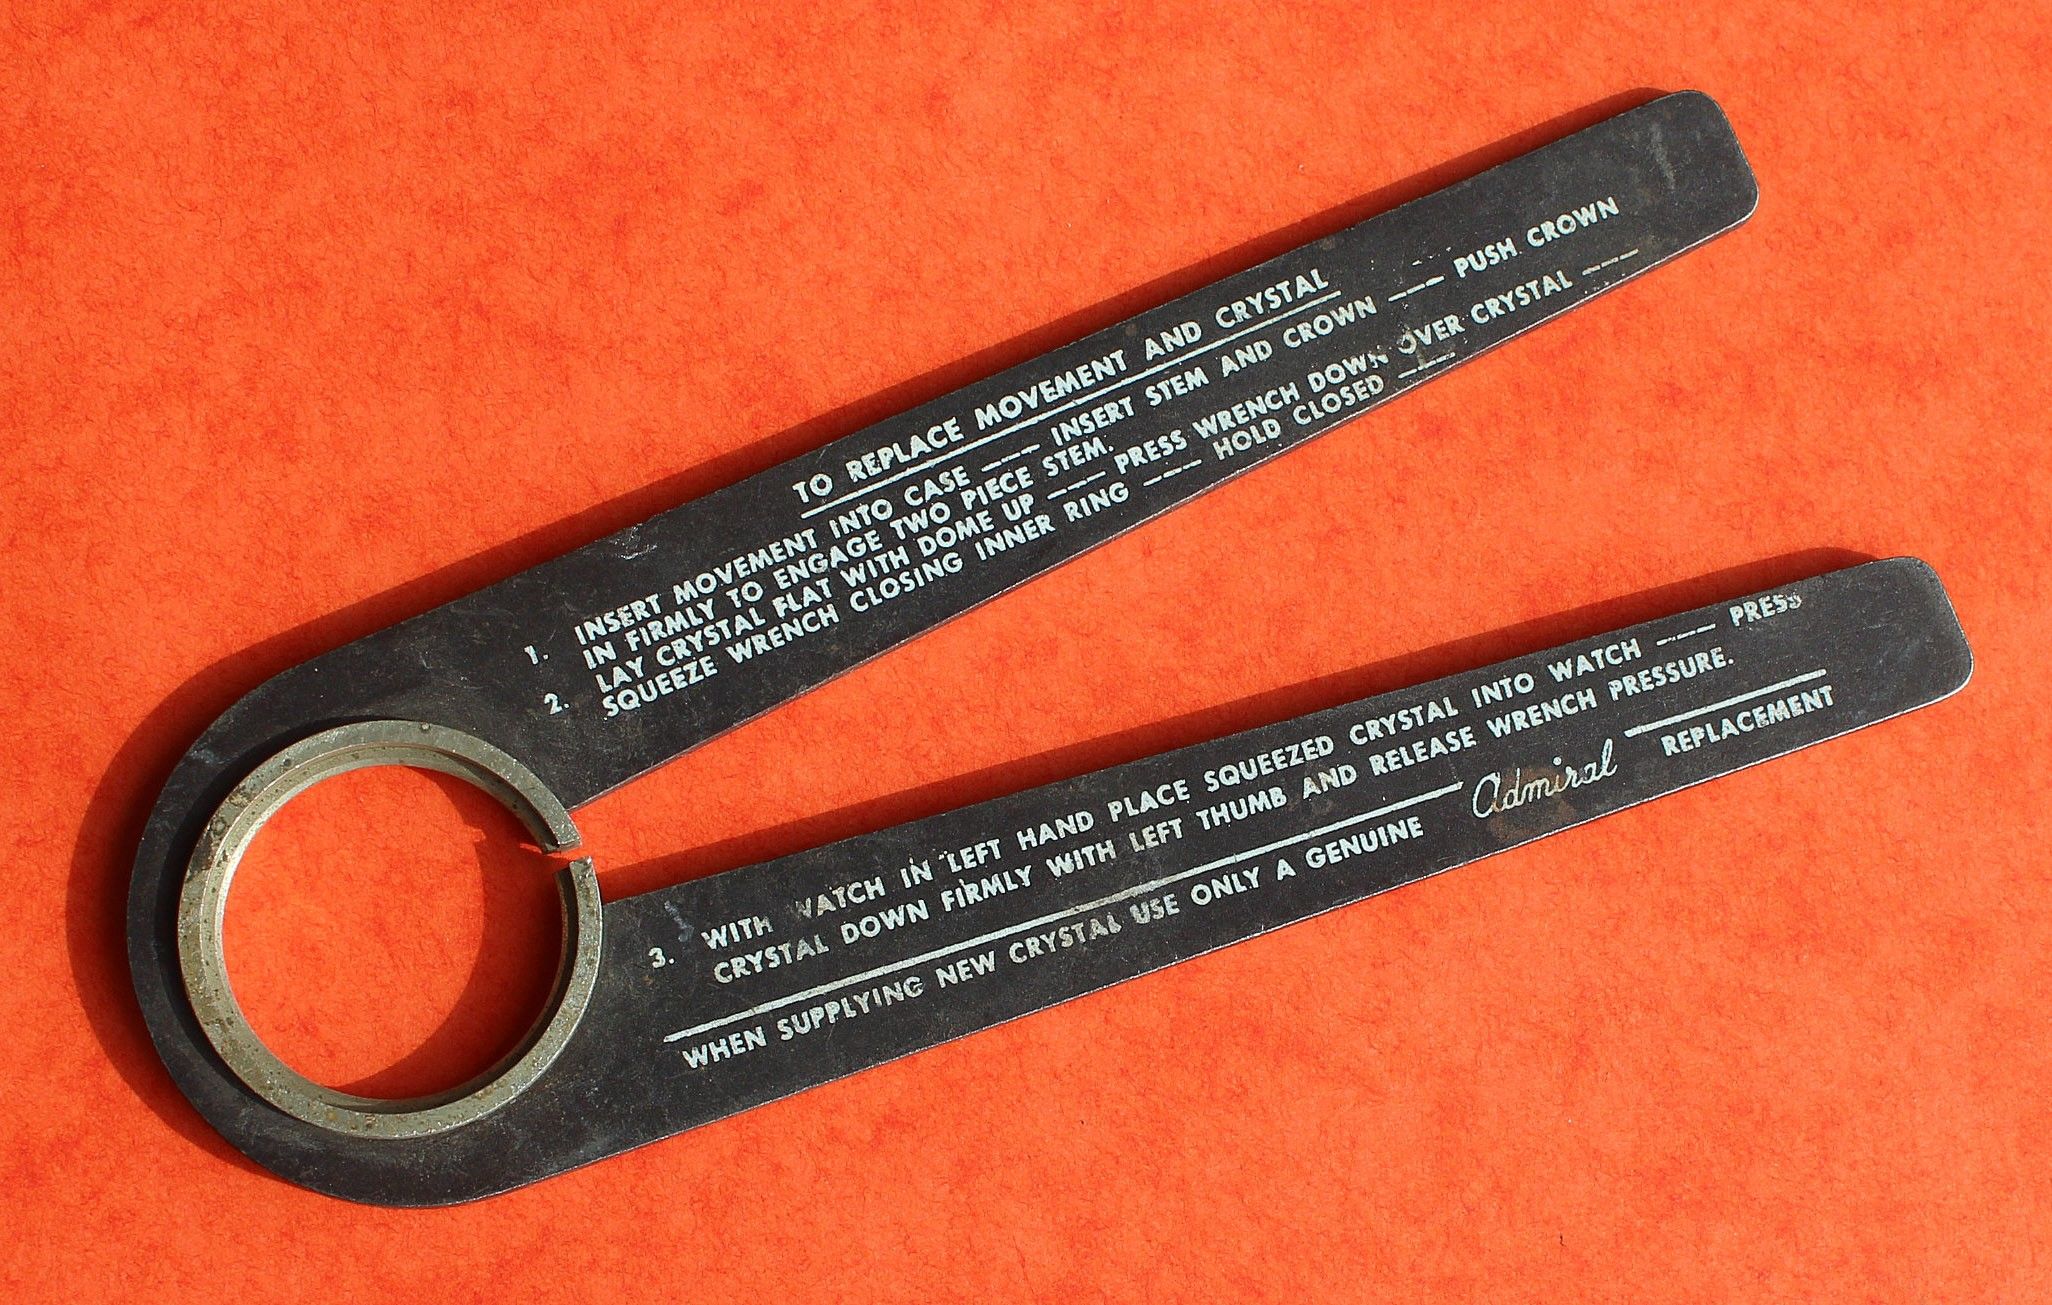 TO REPLACE MOVEMENT AND CRYSTAL
1. INSERT MOVEMENT INTO CASE --- INSERT STEM AND CROWN --- PUSH CROWN
IN FIRMLY TO ENGAGE TWO PIECE STEM.
2. LAY CRYSTAL FLAT WITH DOME UP --- PRESS WRENCH DOWN OVER CRYSTAL ---
SQUEEZE WRENCH CLOSING INNER RING --- HOLD CLOSED ---
3. WITH WATCH IN LEFT HAND PLACE SQUEEZED CRYSTAL INTO WATCH --- PRESS
CRYSTAL DOWN FIRMLY WITH LEFT THUMB AND RELEASE WRENCH PRESSURE.
WHEN SUPPLYING NEW CRYSTAL USE ONLY A GENUINE Admiral REPLACEMENT